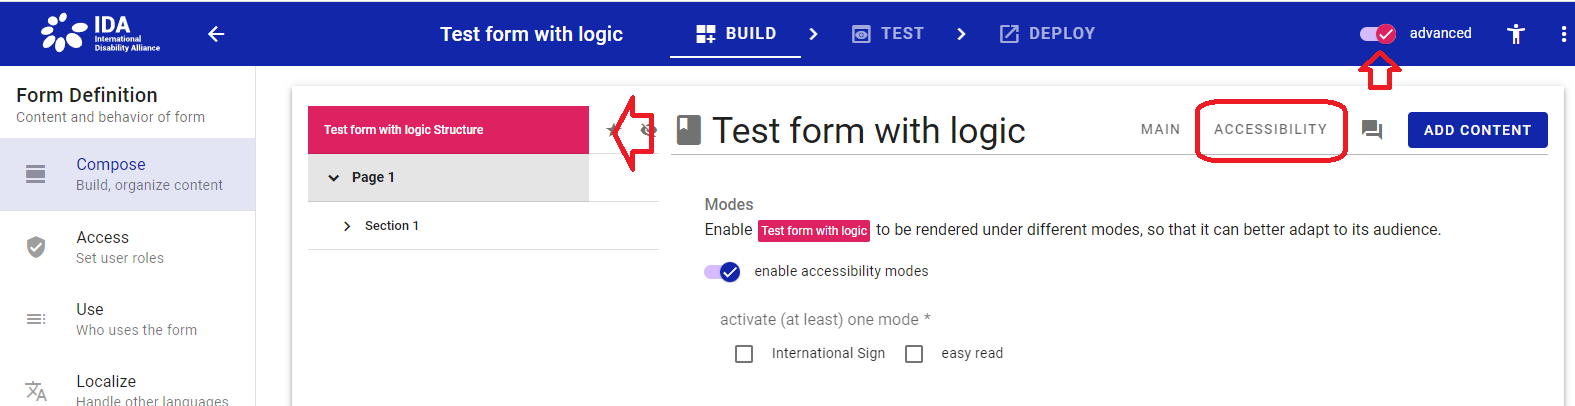 IDA
International
Disability Alliance
Test form with logic
BUILD
TEST
DEPLOY
advanced
Form Definition
Content and behavior of form
Compose
Build, organize content
Access
Set user roles
Use
Who uses the form
Localize
Handle other languages
Test form with logic Structure
Page 1
Section 1
Test form with logic
MAIN
ACCESSIBILITY
ADD CONTENT
Modes
Enable Test form with logic to be rendered under different modes, so that it can better adapt to its audience.
enable accessibility modes
activate (at least) one mode *
International Sign
easy read